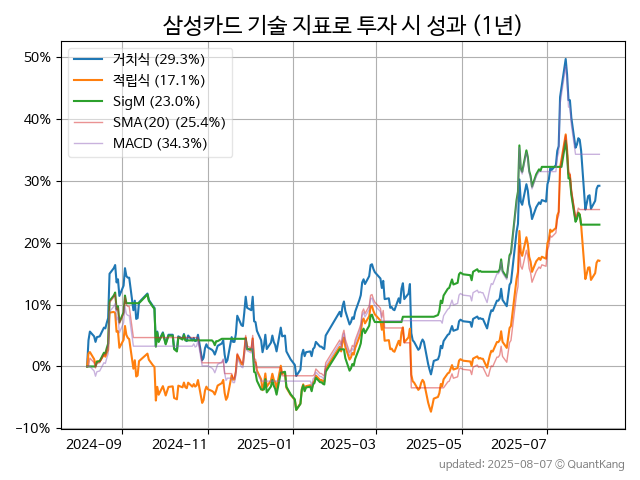 삼성카드 기술 지표로 투자 시 성과 (1년)
50%
40%
30%
20%
10%
0%
−10%
거치식 (29.3%)
적립식 (17.1%)
SigM (23.0%)
SMA(20) (25.4%)
MACD (34.3%)
2024-09 2024-11 2025-01 2025-03 2025-05 2025-07
updated: 2025-08-07 © QuantKang